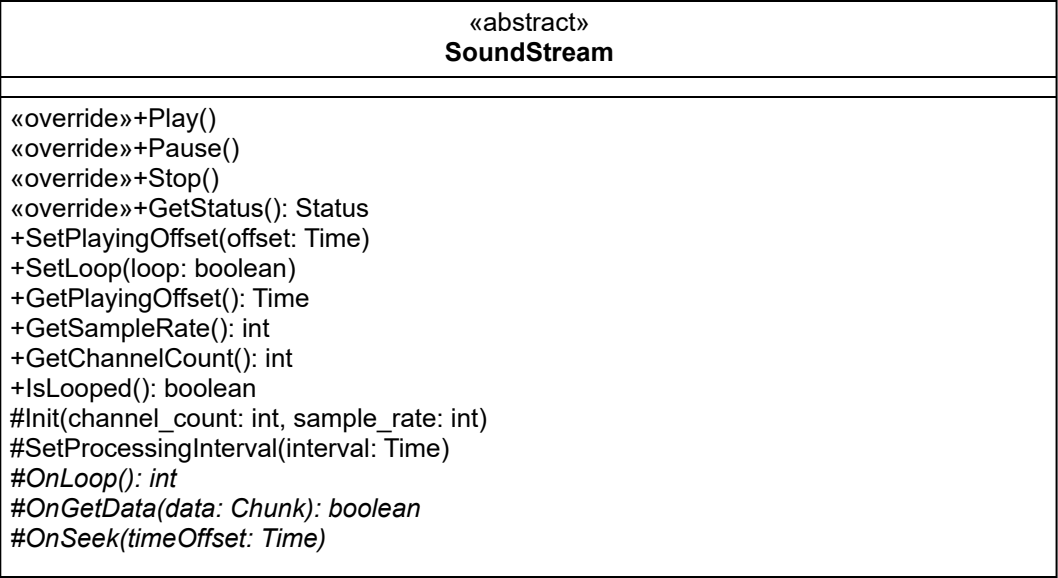 «abstract»
SoundStream
«override»+Play()
«override»+Pause()
«override»+Stop()
«override»+GetStatus(): Status
+SetPlayingOffset(offset: Time)
+SetLoop(loop: boolean)
+GetPlayingOffset(): Time
+GetSampleRate(): int
+GetChannelCount(): int
+IsLooped(): boolean
#Init(channel_count: int, sample_rate: int)
#SetProcessingInterval(interval: Time)
#OnLoop(): int
#OnGetData(data: Chunk): boolean
#OnSeek(timeOffset: Time)